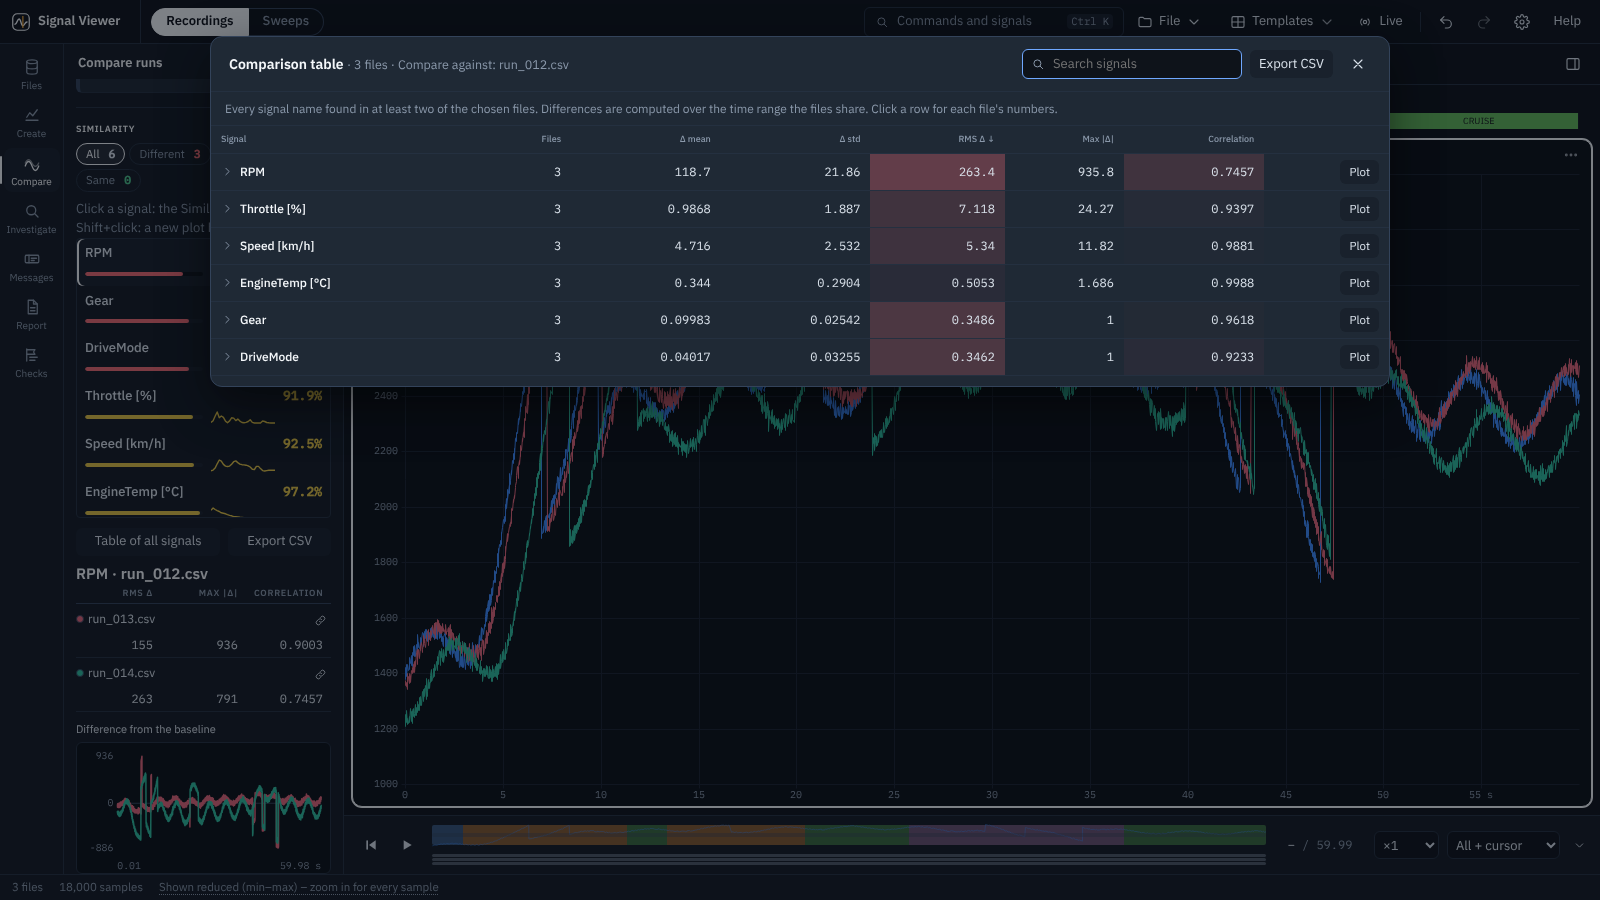 Signal Viewer
Recordings
Sweeps
Commands and signals
Ctrl K
File
Templates
Live
Help
Files
Create
Compare
Investigate
Messages
Report
Checks
Compare runs
SIMILARITY
All 6
Different 3
Same 0
Click a signal: the Simil
Shift+click: a new plot
RPM
Gear
DriveMode
Throttle [%] 91.9%
Speed [km/h] 92.5%
EngineTemp [°C] 97.2%
Table of all signals
Export CSV
RPM · run_012.csv
RMS Δ MAX |Δ| CORRELATION
run_013.csv
155 936 0.9003
run_014.csv
263 791 0.7457
Difference from the baseline
936
0
-886
0.01 59.98 s
Comparison table · 3 files · Compare against: run_012.csv
Search signals
Export CSV
Every signal name found in at least two of the chosen files. Differences are computed over the time range the files share. Click a row for each file's numbers.
Signal Files Δ mean Δ std RMS Δ ↓ Max |Δ| Correlation
RPM 3 118.7 21.86 263.4 935.8 0.7457 Plot
Throttle [%] 3 0.9868 1.887 7.118 24.27 0.9397 Plot
Speed [km/h] 3 4.716 2.532 5.34 11.82 0.9881 Plot
EngineTemp [°C] 3 0.344 0.2904 0.5053 1.686 0.9988 Plot
Gear 3 0.09983 0.02542 0.3486 1 0.9618 Plot
DriveMode 3 0.04017 0.03255 0.3462 1 0.9233 Plot
CRUISE
2400
2200
2000
1800
1600
1400
1200
1000
0 5 10 15 20 25 30 35 40 45 50 55 s
– / 59.99
×1
All + cursor
3 files
18,000 samples
Shown reduced (min–max) – zoom in for every sample